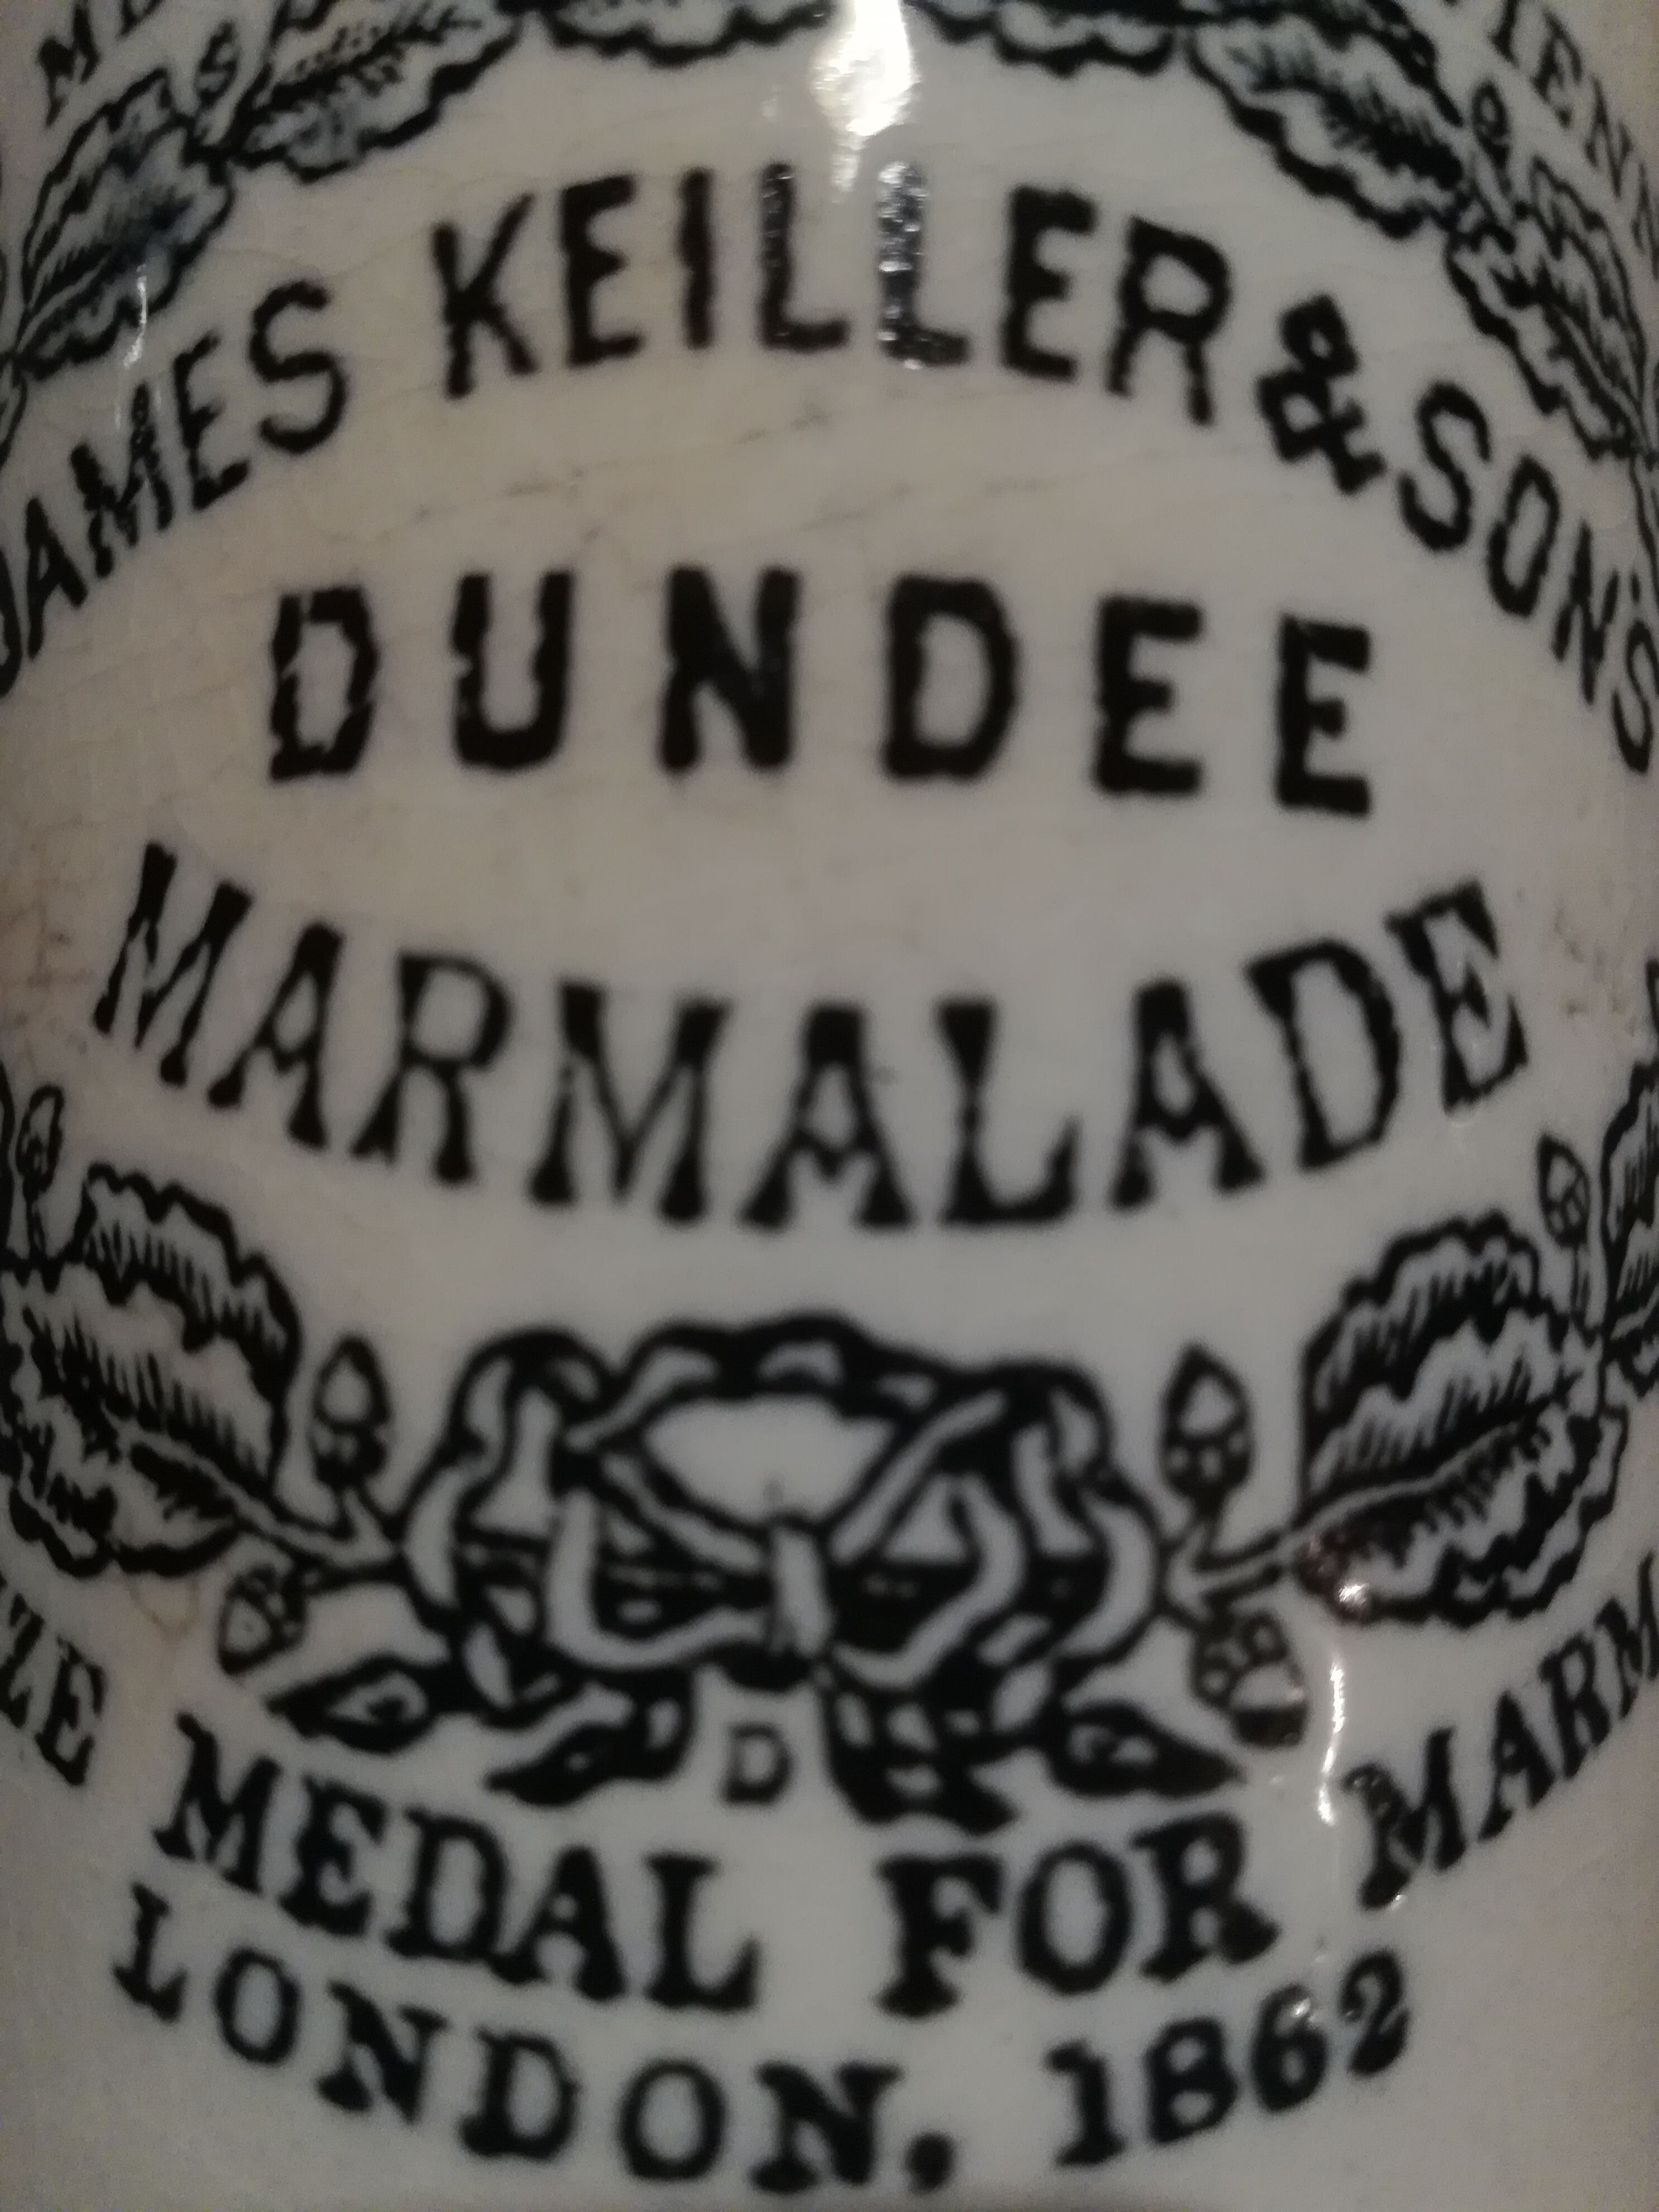 JAMES KEILLER & SON'S
DUNDEE
MARMALADE
D
MEDAL FOR
LONDON, 1862